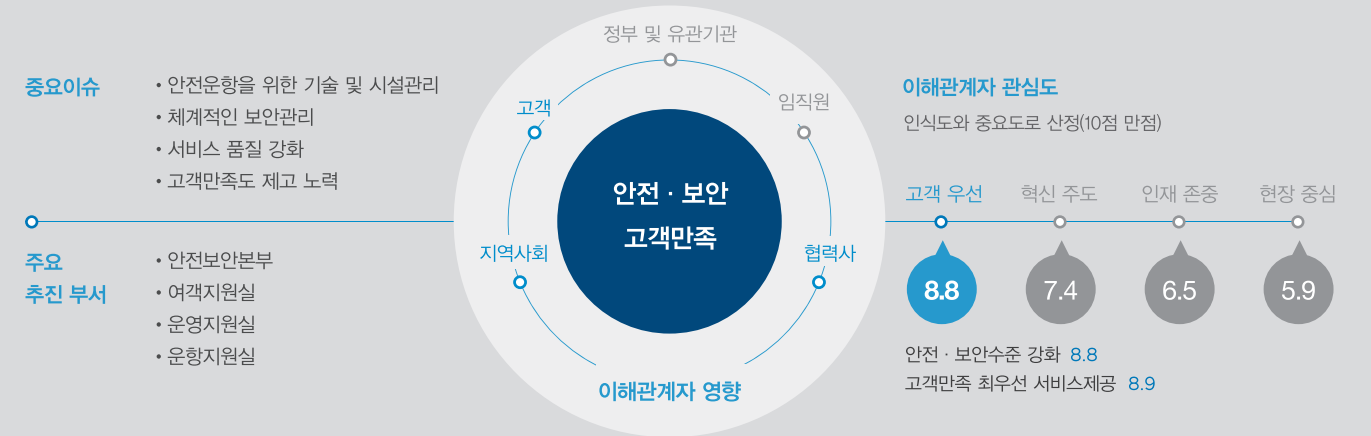 중요이슈
• 안전운항을 위한 기술 및 시설관리
• 체계적인 보안관리
• 서비스 품질 강화
• 고객만족도 제고 노력
주요
추진 부서
• 안전보안본부
• 여객지원실
• 운영지원실
• 운항지원실
정부 및 유관기관
고객
임직원
안전 · 보안
고객만족
지역사회
협력사
이해관계자 영향
이해관계자 관심도
인식도와 중요도로 산정(10점 만점)
고객 우선 혁신 주도 인재 존중 현장 중심
8.8 7.4 6.5 5.9
안전 · 보안수준 강화 8.8
고객만족 최우선 서비스제공 8.9